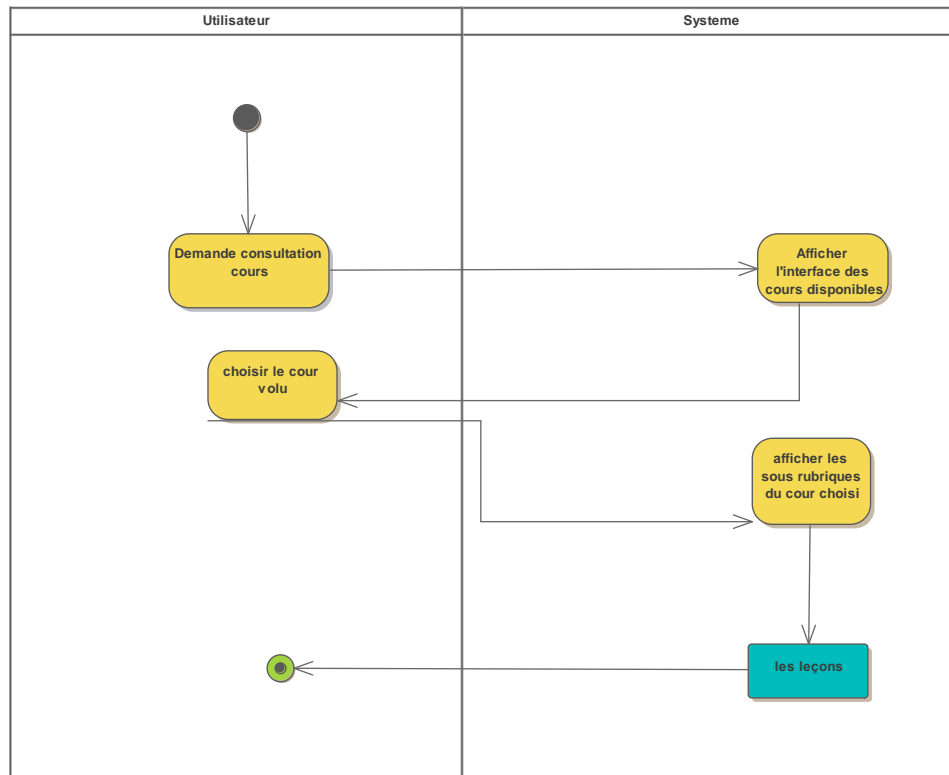 Utilisateur
Systeme
Demande consultation
cours
Afficher
l'interface des
cours disponibles
choisir le cour
volu
afficher les
sous rubriques
du cour choisi
les leçons